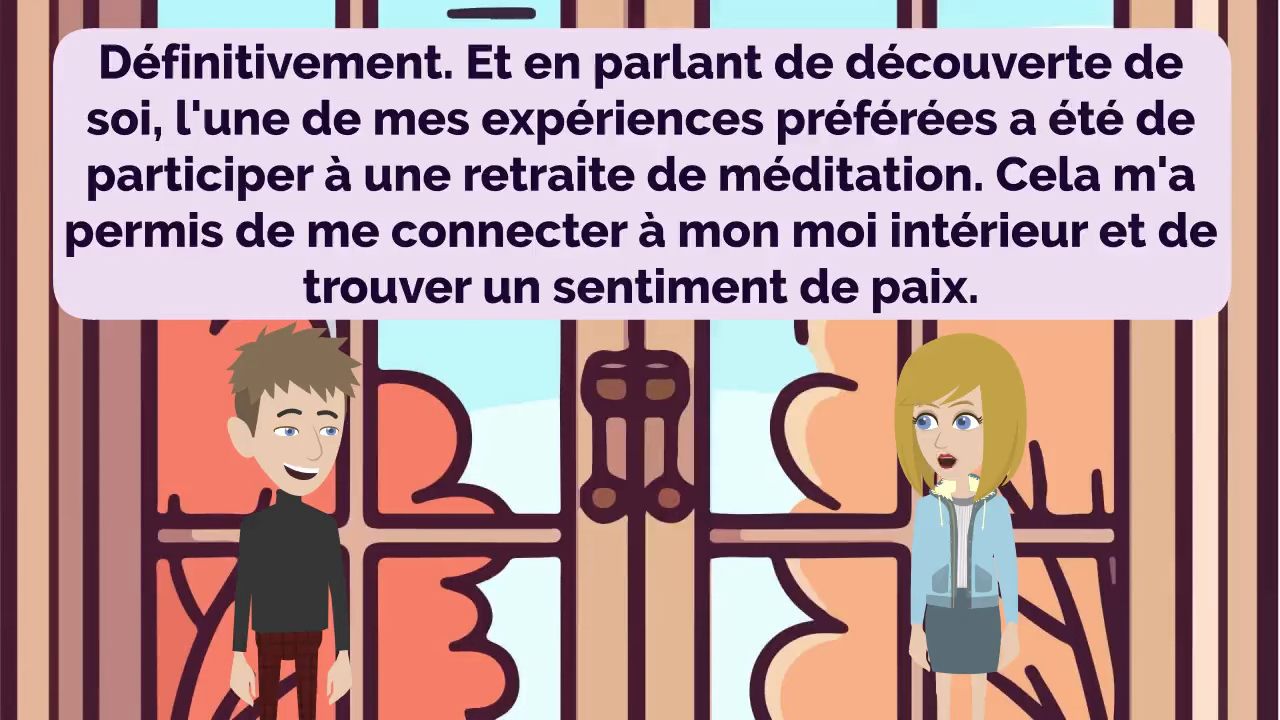 Définitivement. Et en parlant de découverte de
soi, l'une de mes expériences préférées a été de
participer à une retraite de méditation. Cela m'a
permis de me connecter à mon moi intérieur et de
trouver un sentiment de paix.